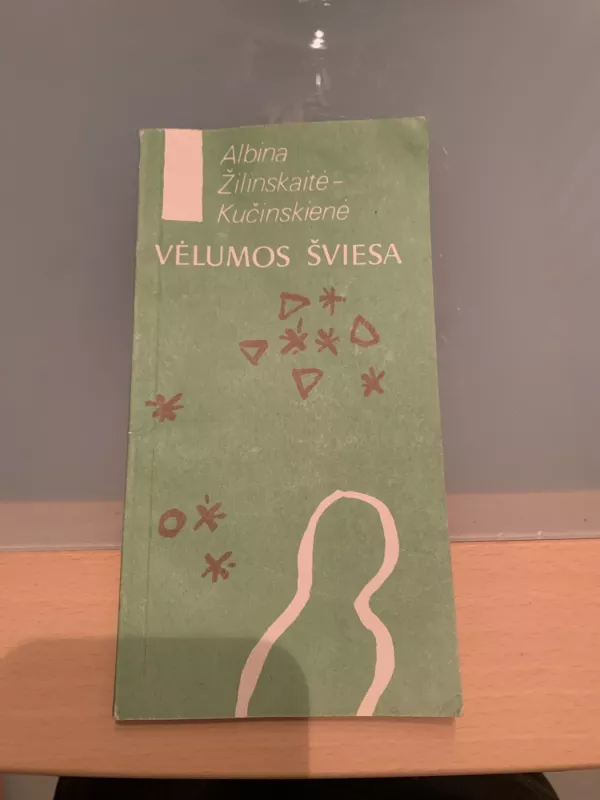 Albina
Žilinskaitė-
Kučinskienė
VĖLUMOS ŠVIESA